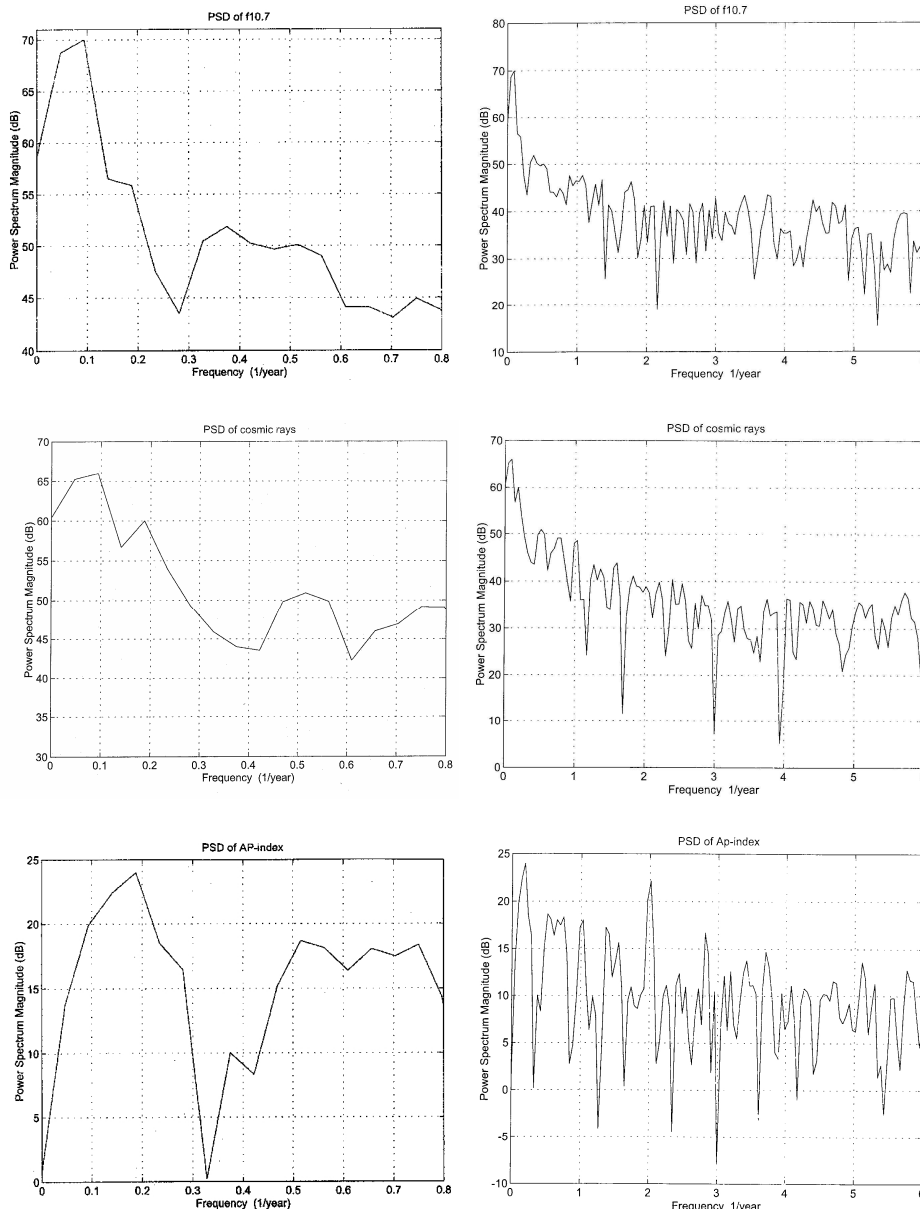 PSD of f10.7
Power Spectrum Magnitude (dB)
70
65
60
55
50
45
40
0 0.1 0.2 0.3 0.4 0.5 0.6 0.7 0.8
Frequency (1/year)
PSD of f10.7
Power Spectrum Magnitude (dB)
80
70
60
50
40
30
20
10
0 1 2 3 4 5
Frequency 1/year
PSD of cosmic rays
Power Spectrum Magnitude (dB)
70
65
60
55
50
45
40
35
30
0 0.1 0.2 0.3 0.4 0.5 0.6 0.7 0.8
Frequency (1/year)
PSD of cosmic rays
Power Spectrum Magnitude (dB)
70
60
50
40
30
20
10
0
0 1 2 3 4 5
Frequency 1/year
PSD of AP-index
Power Spectrum Magnitude (dB)
25
20
15
10
5
0
0 0.1 0.2 0.3 0.4 0.5 0.6 0.7 0.8
Frequency (1/year)
PSD of Ap-index
Power Spectrum Magnitude (dB)
25
20
15
10
5
0
-5
-10
0 1 2 3 4 5
Frequency 1/year